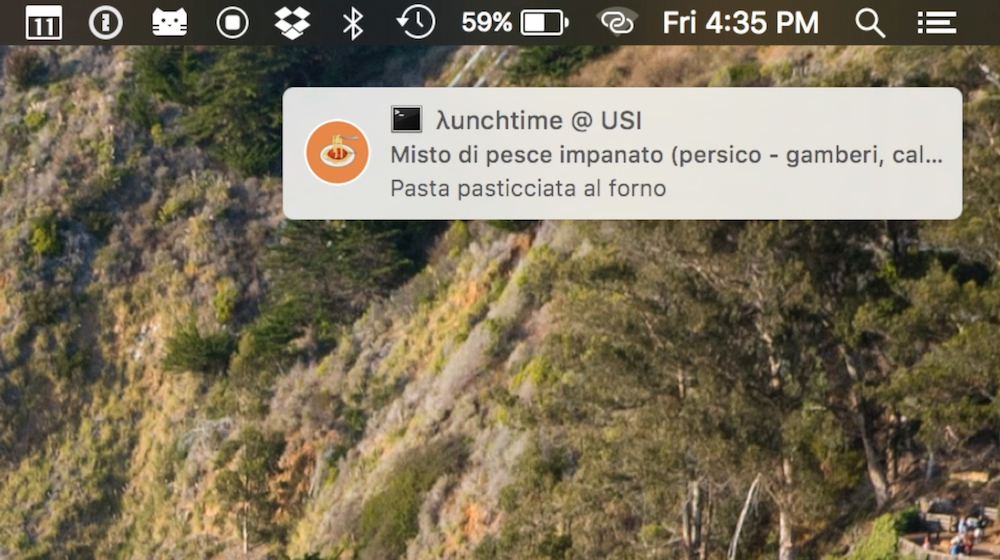 11
59%
Fri 4:35 PM
λunchtime @ USI
Misto di pesce impanato (persico - gamberi, cal...
Pasta pasticciata al forno